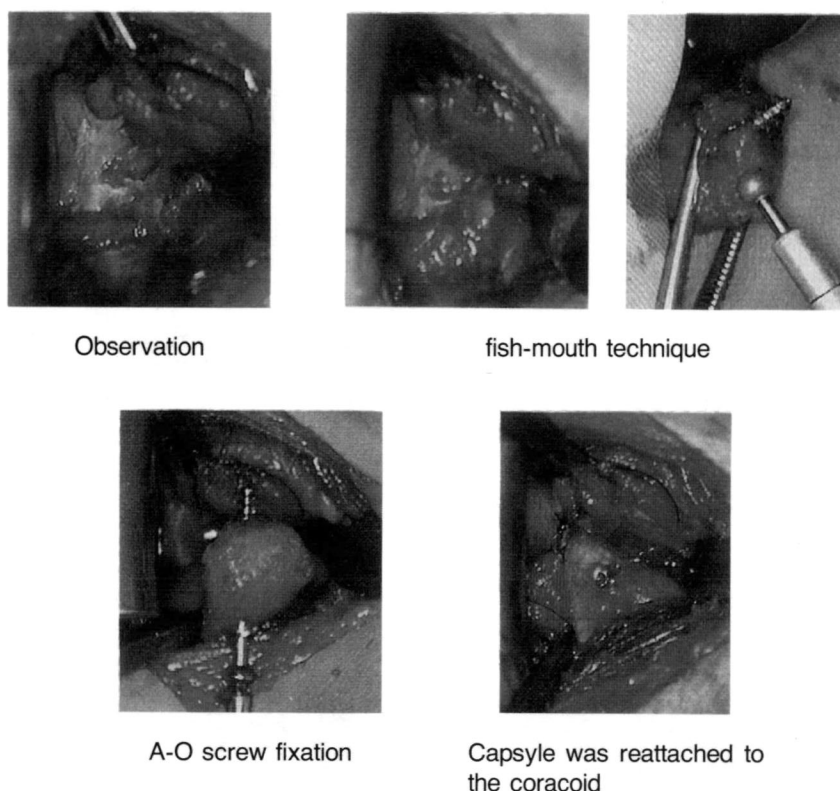 Observation
fish-mouth technique
A-O screw fixation
Capsyle was reattached to
the coracoid